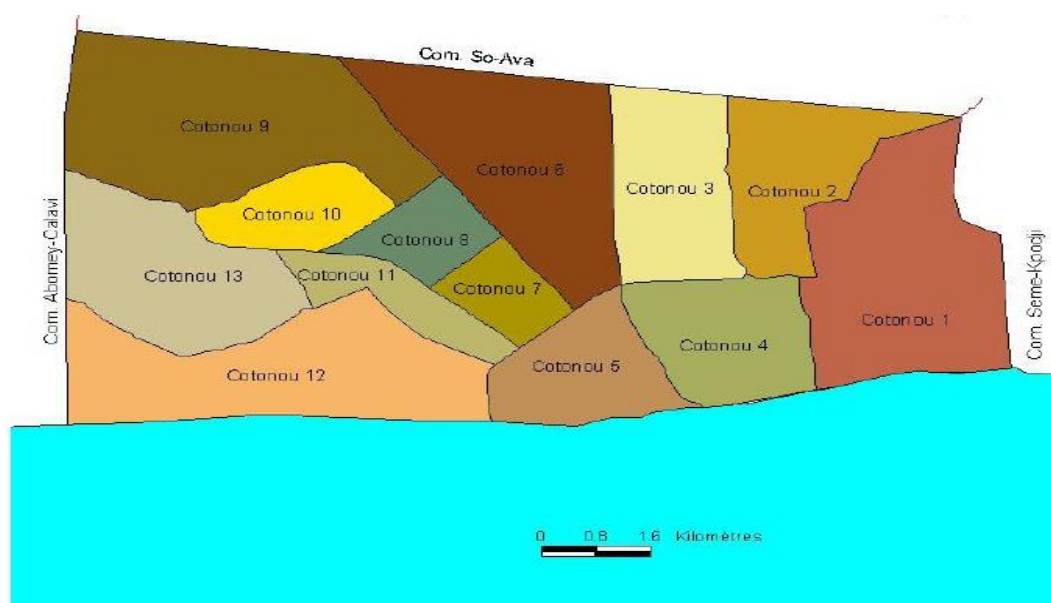 Com. So-Ava
Cotonou 9
Cotonou 6
Cotonou 3
Cotonou 2
Cotonou 10
Cotonou 8
Cotonou 13
Cotonou 11
Cotonou 7
Cotonou 1
Cotonou 4
Cotonou 5
Cotonou 12
Com. Abomey-Calavi
Com. Seme-Kpodji
0 0.8 1.6 Kilomètres